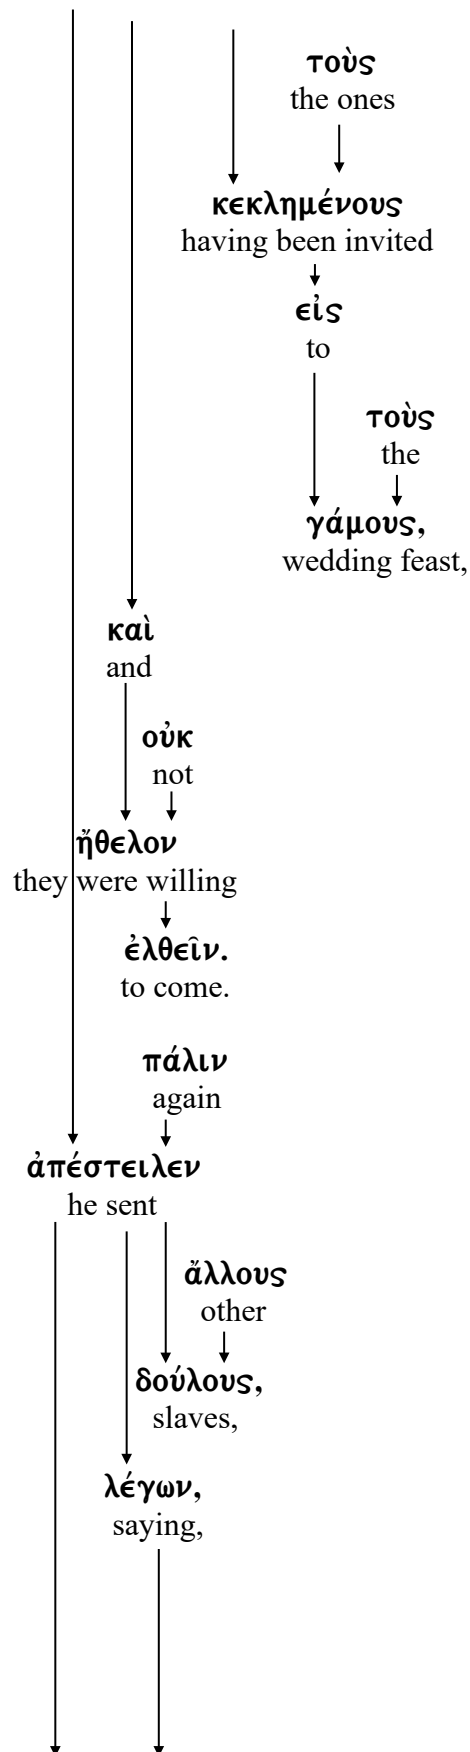 τοὺς
the ones
κεκλημένους
having been invited
εἰς
to
τοὺς
the
γάμους,
wedding feast,
καὶ
and
οὐκ
not
ἤθελον
they were willing
ἐλθεῖν.
to come.
πάλιν
again
ἀπέστειλεν
he sent
ἄλλους
other
δούλους,
slaves,
λέγων,
saying,